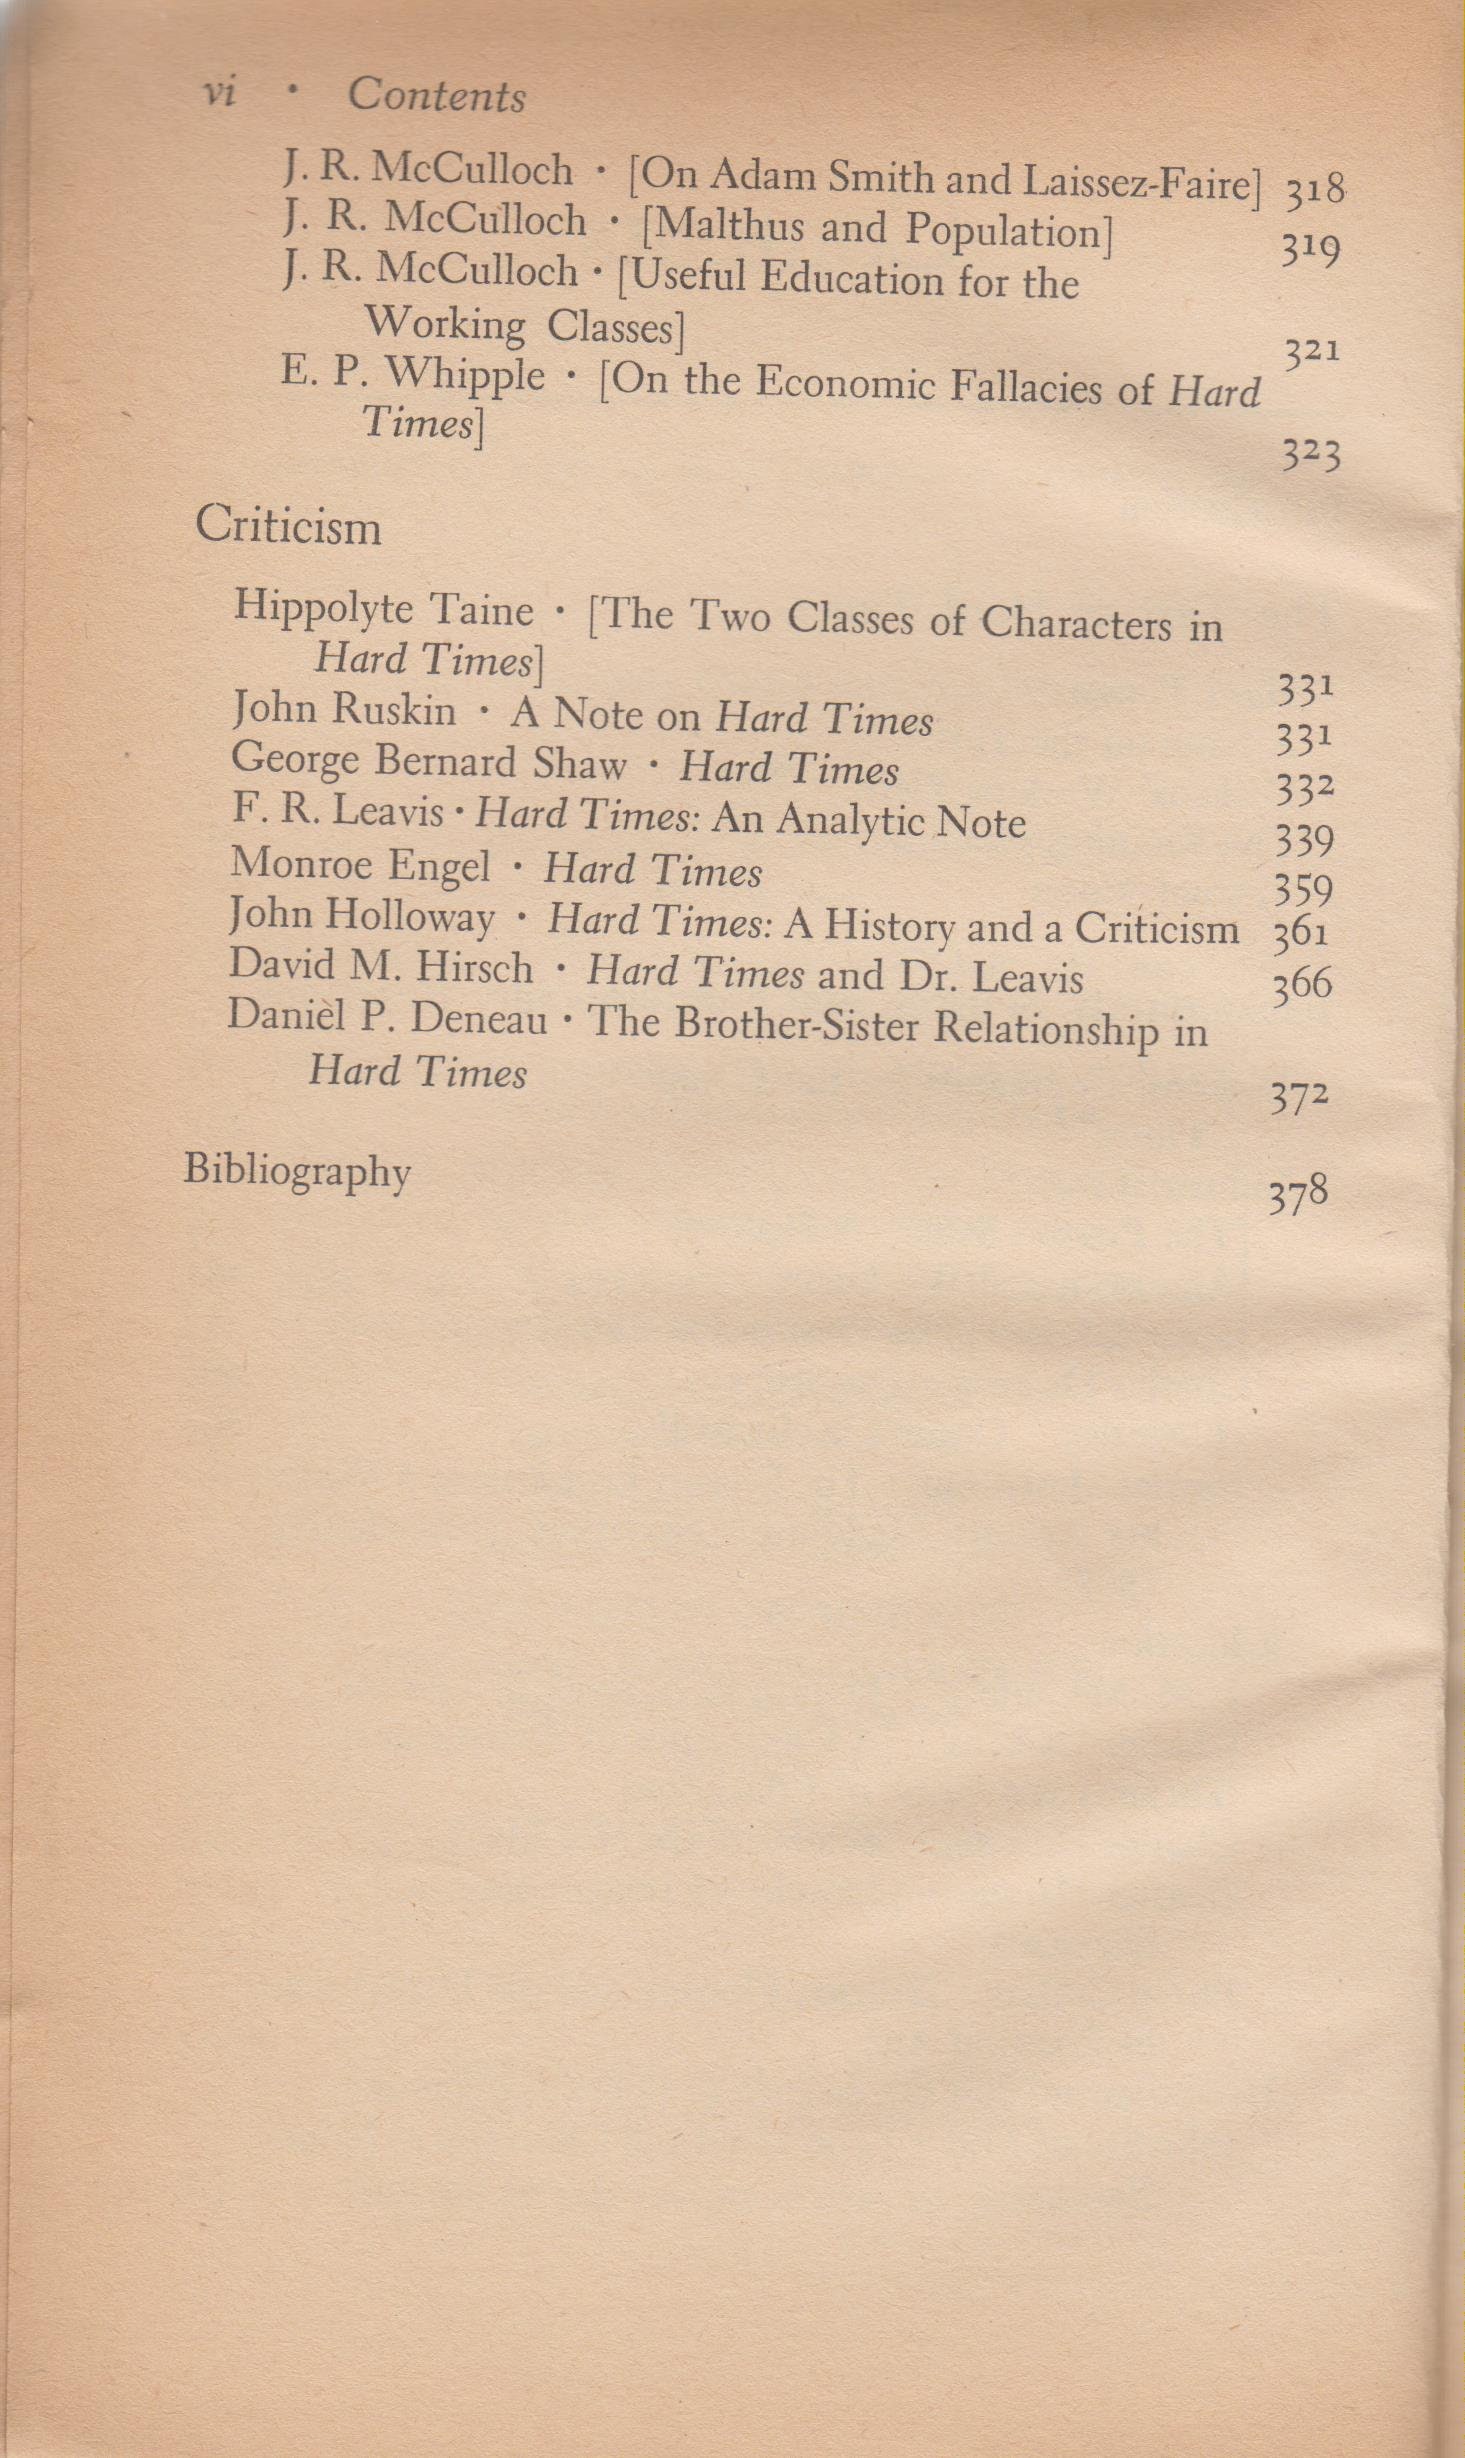 vi · Contents
J. R. McCulloch · [On Adam Smith and Laissez-Faire] 318
J. R. McCulloch · [Malthus and Population] 319
J. R. McCulloch · [Useful Education for the
Working Classes] 321
E. P. Whipple · [On the Economic Fallacies of Hard
Times] 323
Criticism
Hippolyte Taine · [The Two Classes of Characters in
Hard Times] 331
John Ruskin · A Note on Hard Times 331
George Bernard Shaw · Hard Times 332
F. R. Leavis · Hard Times: An Analytic Note 339
Monroe Engel · Hard Times 359
John Holloway · Hard Times: A History and a Criticism 361
David M. Hirsch · Hard Times and Dr. Leavis 366
Daniel P. Deneau · The Brother-Sister Relationship in
Hard Times 372
Bibliography 378